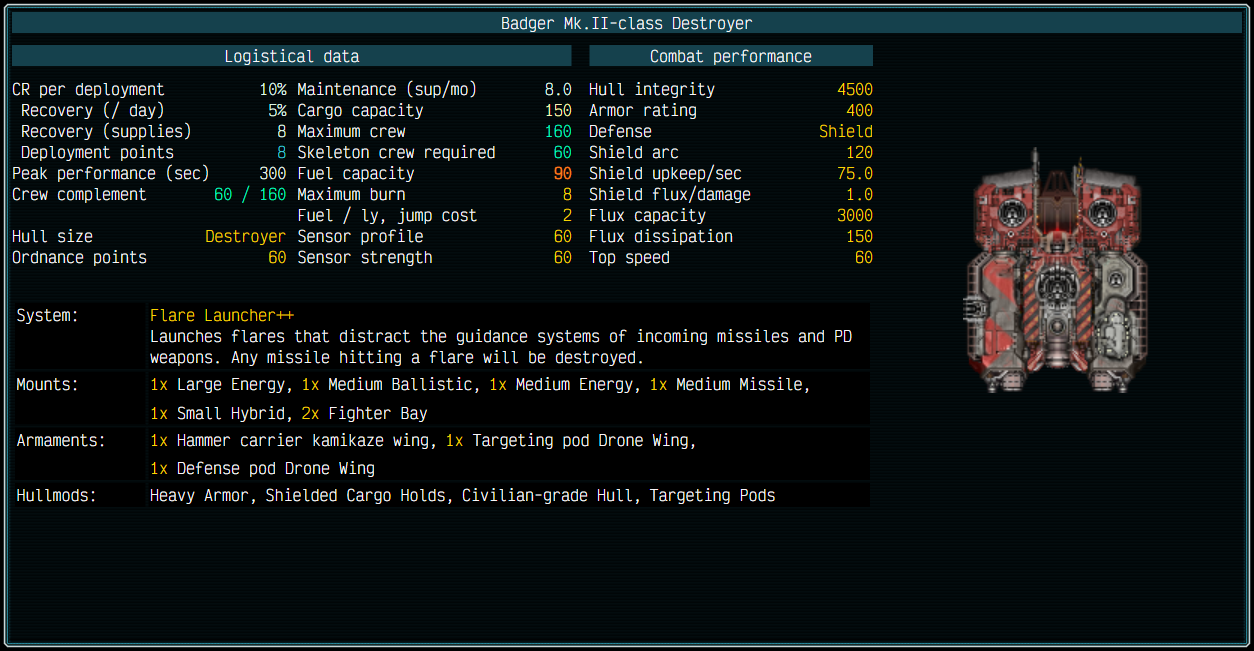 Badger Mk.II-class Destroyer
Logistical data
Combat performance
CR per deployment 10% Maintenance (sup/mo) 8.0 Hull integrity 4500
Recovery (/ day) 5% Cargo capacity 150 Armor rating 400
Recovery (supplies) 8 Maximum crew 160 Defense Shield
Deployment points 8 Skeleton crew required 60 Shield arc 120
Peak performance (sec) 300 Fuel capacity 90 Shield upkeep/sec 75.0
Crew complement 60 / 160 Maximum burn 8 Shield flux/damage 1.0
Fuel / ly, jump cost 2 Flux capacity 3000
Hull size Destroyer Sensor profile 60 Flux dissipation 150
Ordnance points 60 Sensor strength 60 Top speed 60
System: Flare Launcher++
Launches flares that distract the guidance systems of incoming missiles and PD
weapons. Any missile hitting a flare will be destroyed.
Mounts: 1x Large Energy, 1x Medium Ballistic, 1x Medium Energy, 1x Medium Missile,
1x Small Hybrid, 2x Fighter Bay
Armaments: 1x Hammer carrier kamikaze wing, 1x Targeting pod Drone Wing,
1x Defense pod Drone Wing
Hullmods: Heavy Armor, Shielded Cargo Holds, Civilian-grade Hull, Targeting Pods